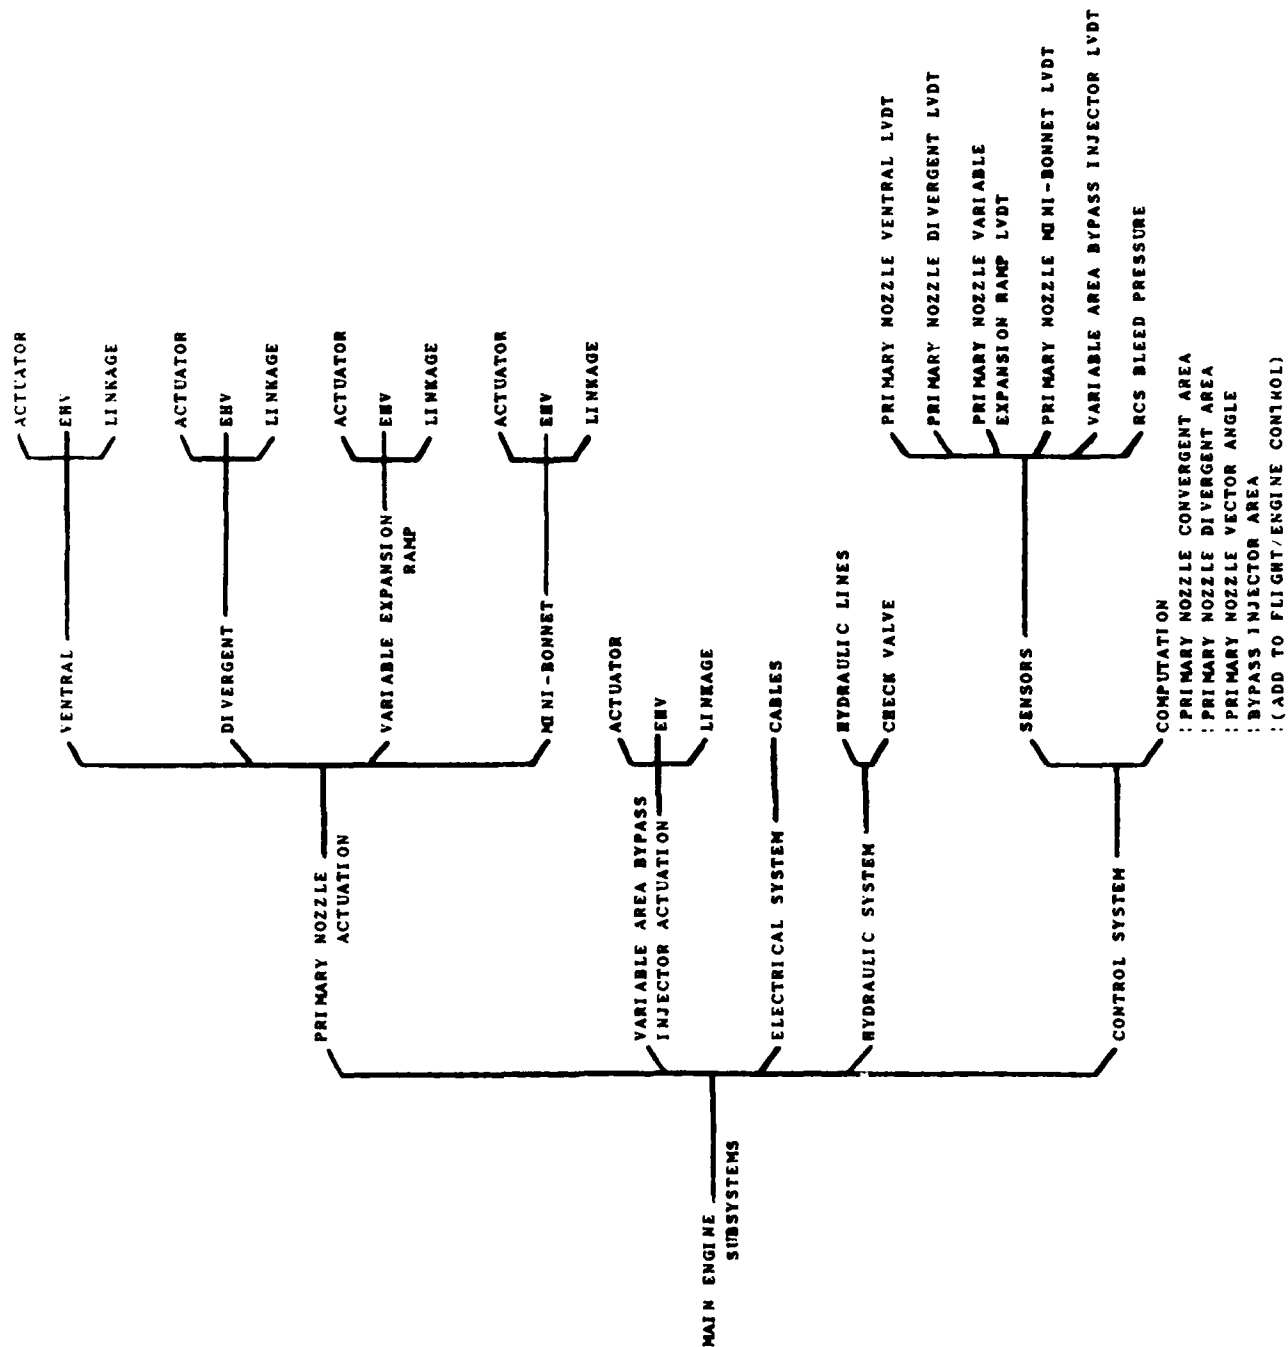 MAIN ENGINE
SUBSYSTEMS
PRIMARY NOZZLE
ACTUATION
VENTRAL
ACTUATOR
EHV
LINKAGE
DIVERGENT
ACTUATOR
EHV
LINKAGE
VARIABLE EXPANSION
RAMP
ACTUATOR
EHV
LINKAGE
MINI-BONNET
ACTUATOR
EHV
LINKAGE
VARIABLE AREA BYPASS
INJECTOR ACTUATION
ACTUATOR
EHV
LINKAGE
ELECTRICAL SYSTEM
CABLES
HYDRAULIC SYSTEM
HYDRAULIC LINES
CHECK VALVE
CONTROL SYSTEM
SENSORS
PRIMARY NOZZLE VENTRAL LVDT
PRIMARY NOZZLE DIVERGENT LVDT
PRIMARY NOZZLE VARIABLE
EXPANSION RAMP LVDT
PRIMARY NOZZLE MINI-BONNET LVDT
VARIABLE AREA BYPASS INJECTOR LVDT
RCS BLEED PRESSURE
COMPUTATION
: PRIMARY NOZZLE CONVERGENT AREA
: PRIMARY NOZZLE DIVERGENT AREA
: PRIMARY NOZZLE VECTOR ANGLE
: BYPASS INJECTOR AREA
: (ADD TO FLIGHT/ENGINE CONTROL)